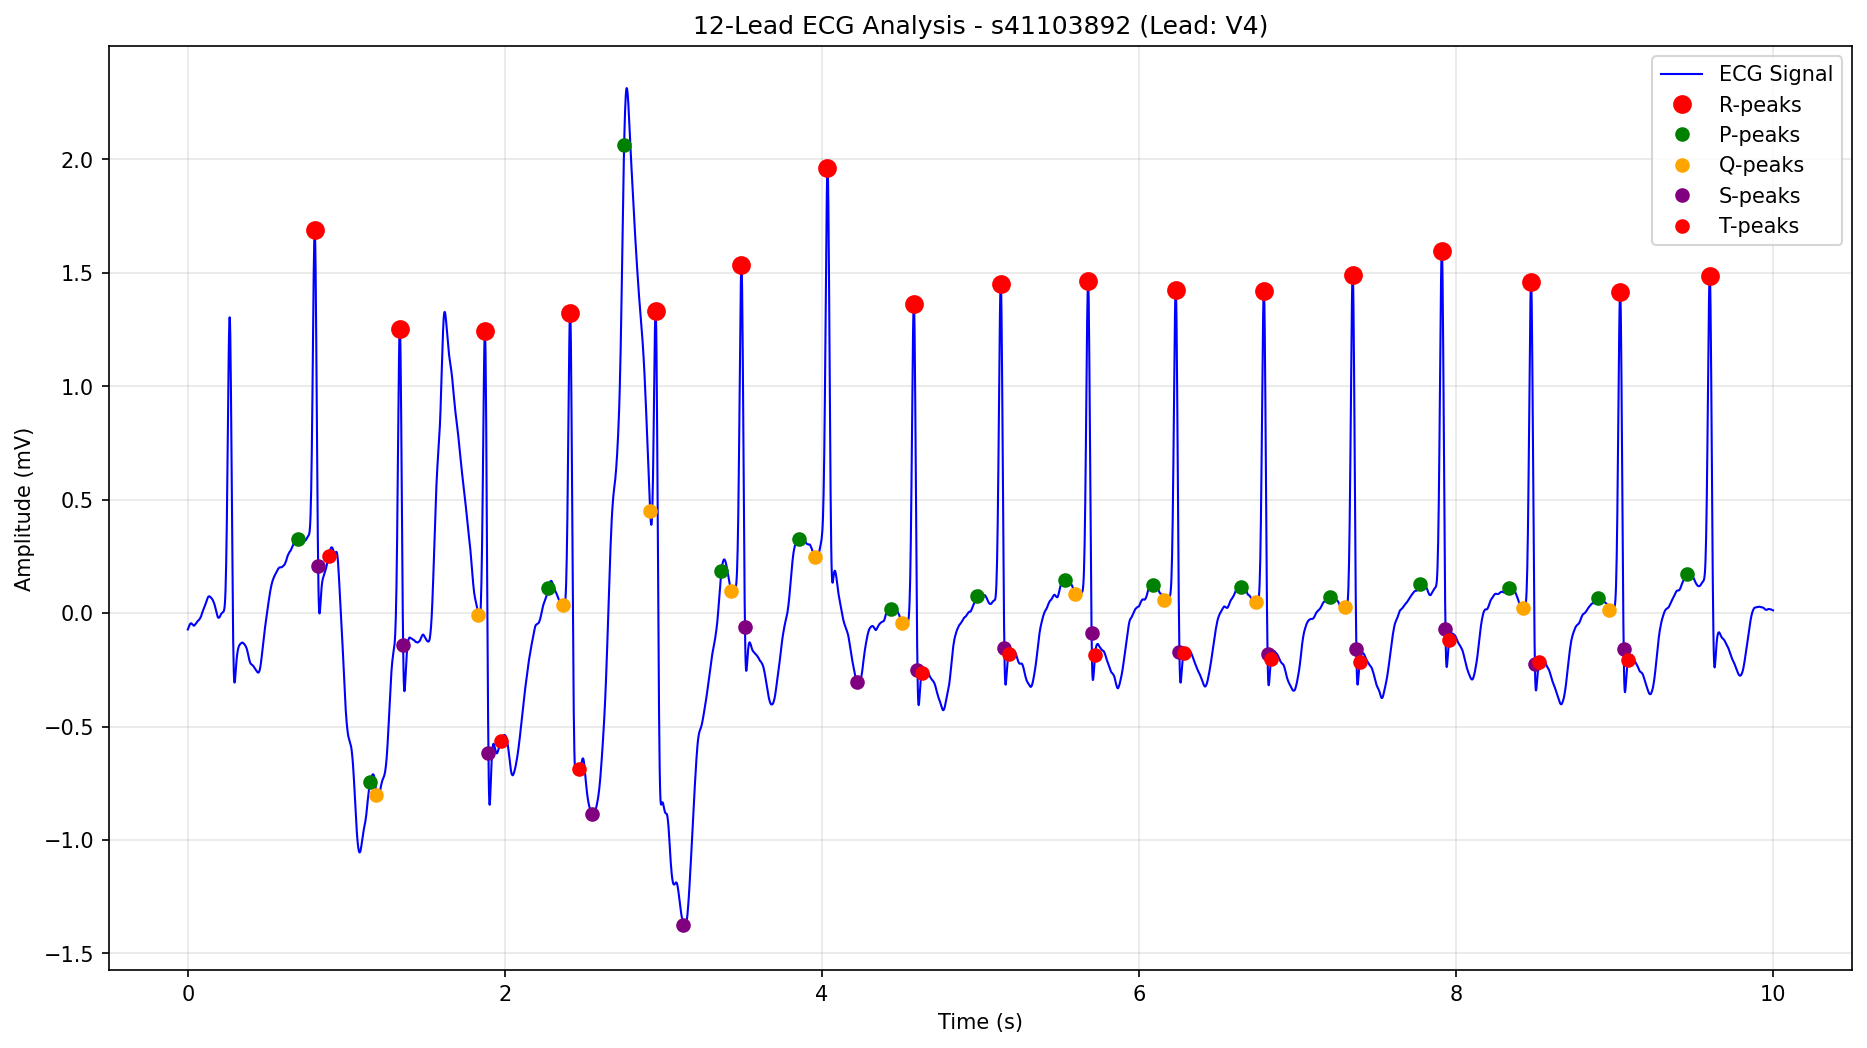 12-Lead ECG Analysis - s41103892 (Lead: V4)
ECG Signal
R-peaks
P-peaks
Q-peaks
S-peaks
T-peaks
Amplitude (mV)
2.0
1.5
1.0
0.5
0.0
−0.5
−1.0
−1.5
0 2 4 6 8 10
Time (s)